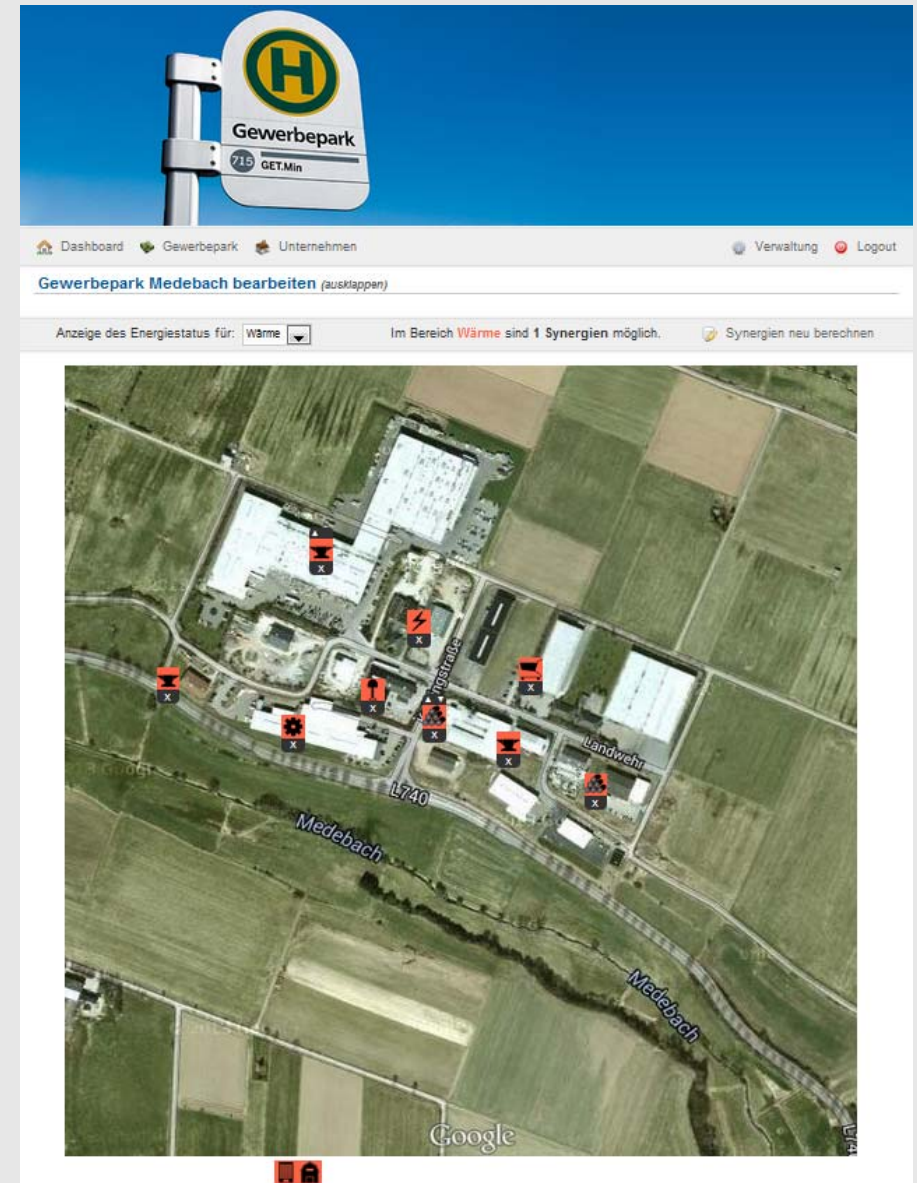 H
Gewerbepark
715 GET.Min
Dashboard Gewerbepark Unternehmen Verwaltung Logout
Gewerbepark Medebach bearbeiten (ausklappen)
Anzeige des Energiestatus für: Wärme Im Bereich Wärme sind 1 Synergien möglich. Synergien neu berechnen
x
x
x
x
x
x
x
x
x
Landwehr
L740
Medebach
Medebach
Google